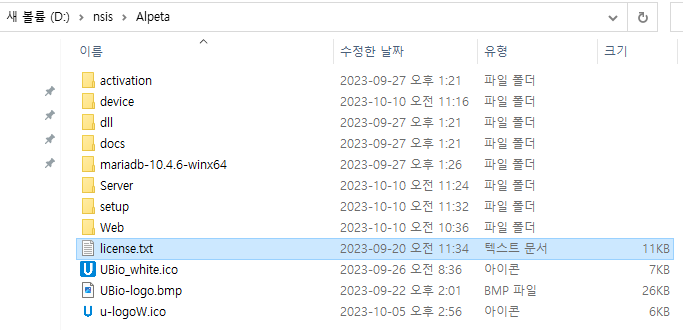 새 볼륨 (D:) > nsis > Alpeta
이름 수정한 날짜 유형 크기
activation 2023-09-27 오후 1:21 파일 폴더
device 2023-10-10 오전 11:16 파일 폴더
dll 2023-09-27 오후 1:21 파일 폴더
docs 2023-09-27 오후 1:21 파일 폴더
mariadb-10.4.6-winx64 2023-09-27 오후 1:26 파일 폴더
Server 2023-10-10 오전 11:24 파일 폴더
setup 2023-10-10 오전 11:32 파일 폴더
Web 2023-10-10 오전 10:36 파일 폴더
license.txt 2023-09-20 오전 11:34 텍스트 문서 11KB
UBio_white.ico 2023-09-26 오전 8:36 아이콘 7KB
UBio-logo.bmp 2023-09-22 오후 2:01 BMP 파일 26KB
u-logoW.ico 2023-10-05 오후 2:56 아이콘 6KB